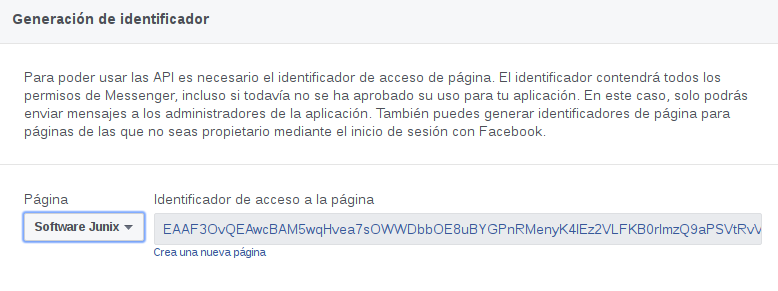 Generación de identificador
Para poder usar las API es necesario el identificador de acceso de página. El identificador contendrá todos los
permisos de Messenger, incluso si todavía no se ha aprobado su uso para tu aplicación. En este caso, solo podrás
enviar mensajes a los administradores de la aplicación. También puedes generar identificadores de página para
páginas de las que no seas propietario mediante el inicio de sesión con Facebook.
Página
Identificador de acceso a la página
Software Junix
EAAF3OvQEAwcBAM5wqHvea7sOWWDbbOE8uBYGPnRMenyK4lEz2VLFKB0rlmzQ9aPSVtRvV
Crea una nueva página